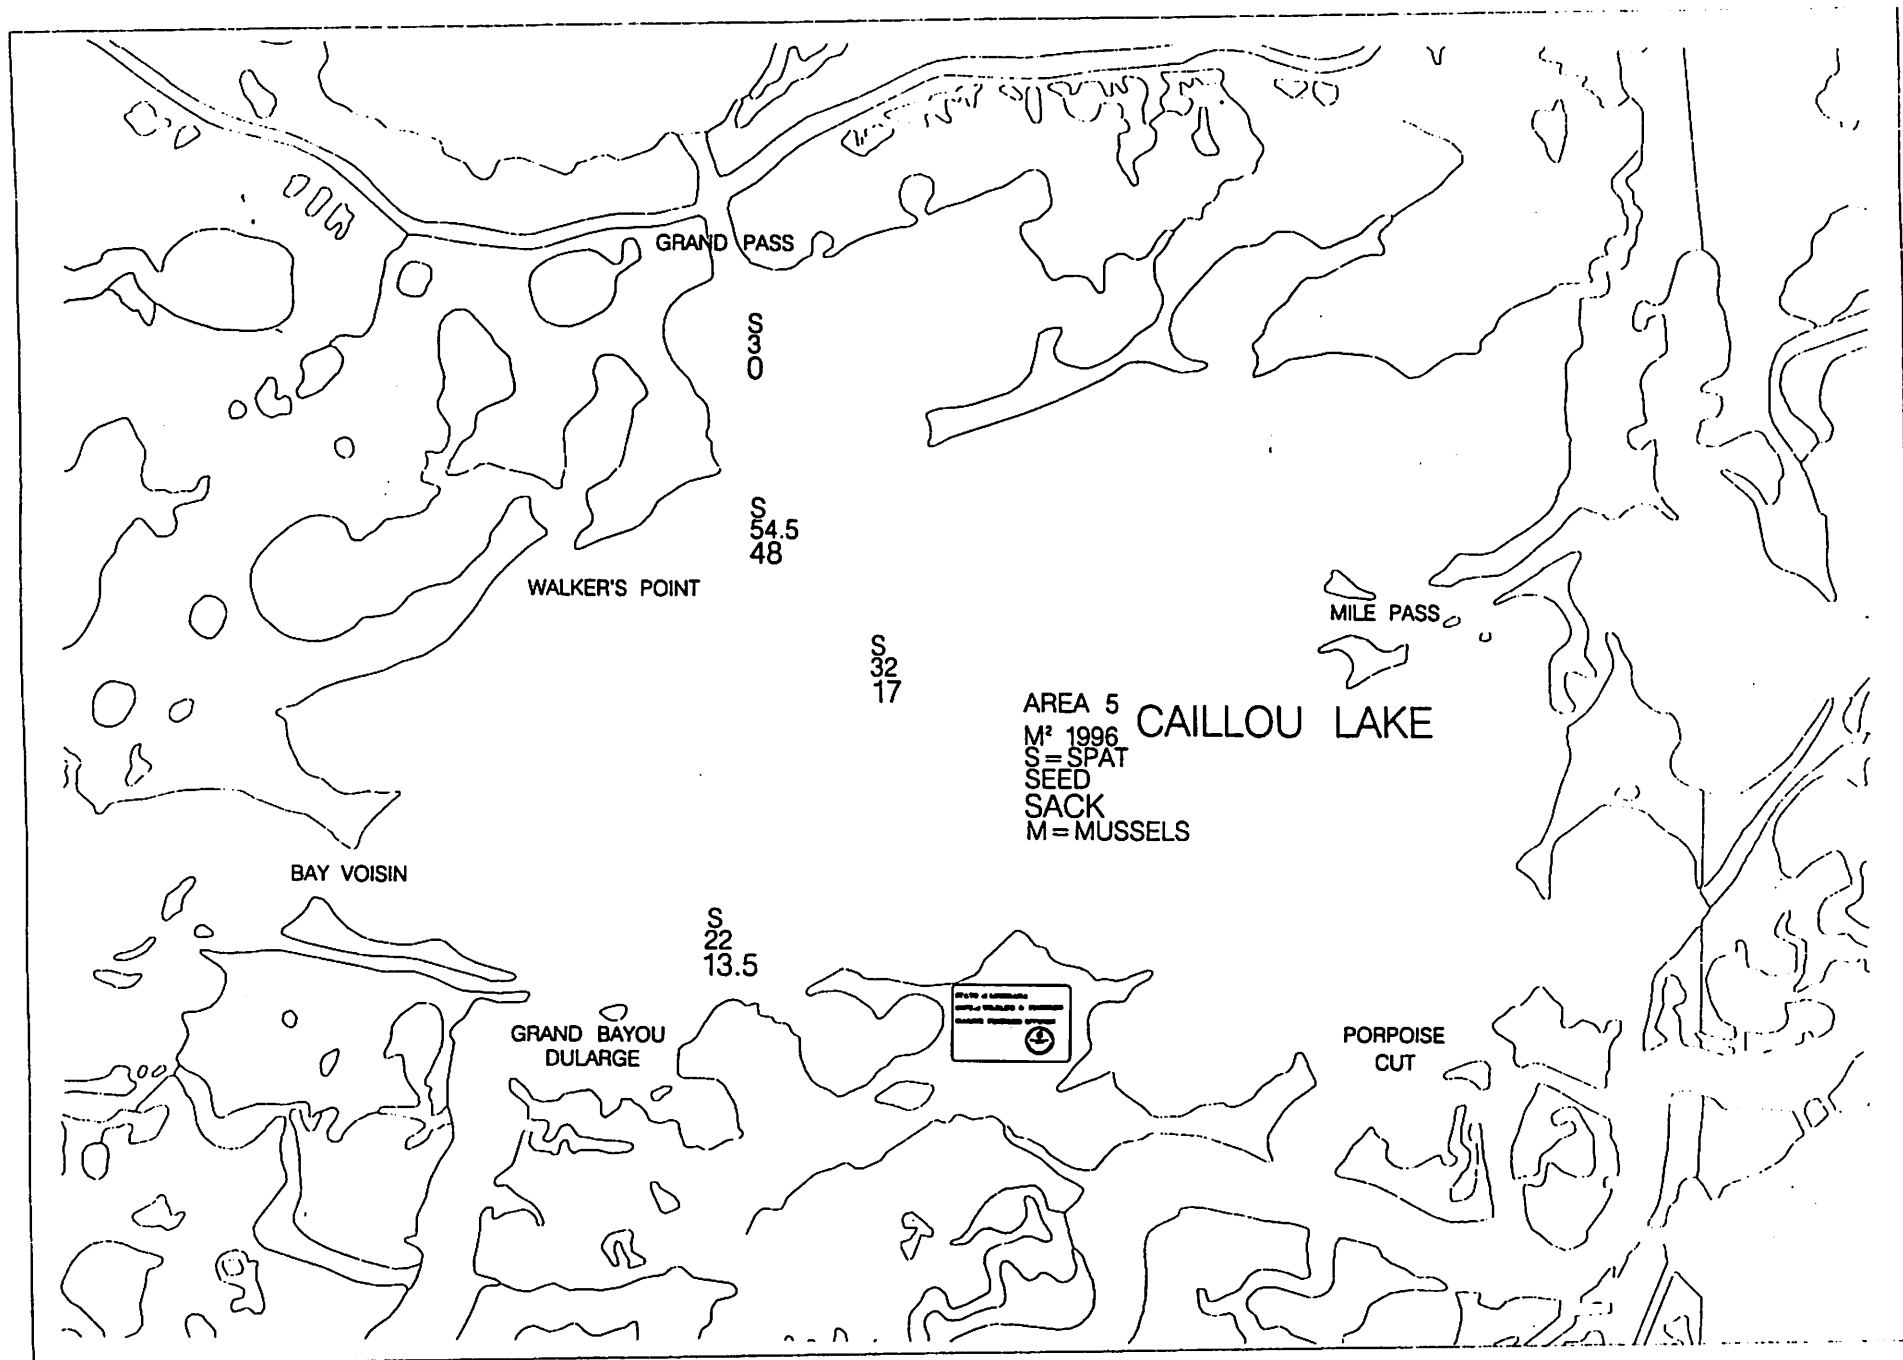 GRAND PASS
S
3
0
S
54.5
48
WALKER'S POINT
MILE PASS
S
32
17
AREA 5
CAILLOU LAKE
M² 1996
S = SPAT
SEED
SACK
M = MUSSELS
BAY VOISIN
S
22
13.5
GRAND BAYOU
DULARGE
PORPOISE
CUT